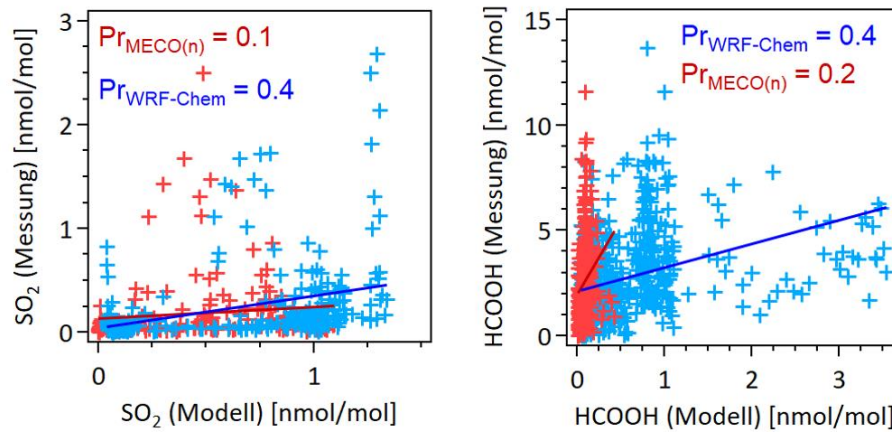 Pr_MECO(n) = 0.1
Pr_WRF-Chem = 0.4
SO₂ (Messung) [nmol/mol]
3
2
1
0
0
1
SO₂ (Modell) [nmol/mol]
Pr_WRF-Chem = 0.4
Pr_MECO(n) = 0.2
HCOOH (Messung) [nmol/mol]
15
10
5
0
0
1
2
3
HCOOH (Modell) [nmol/mol]